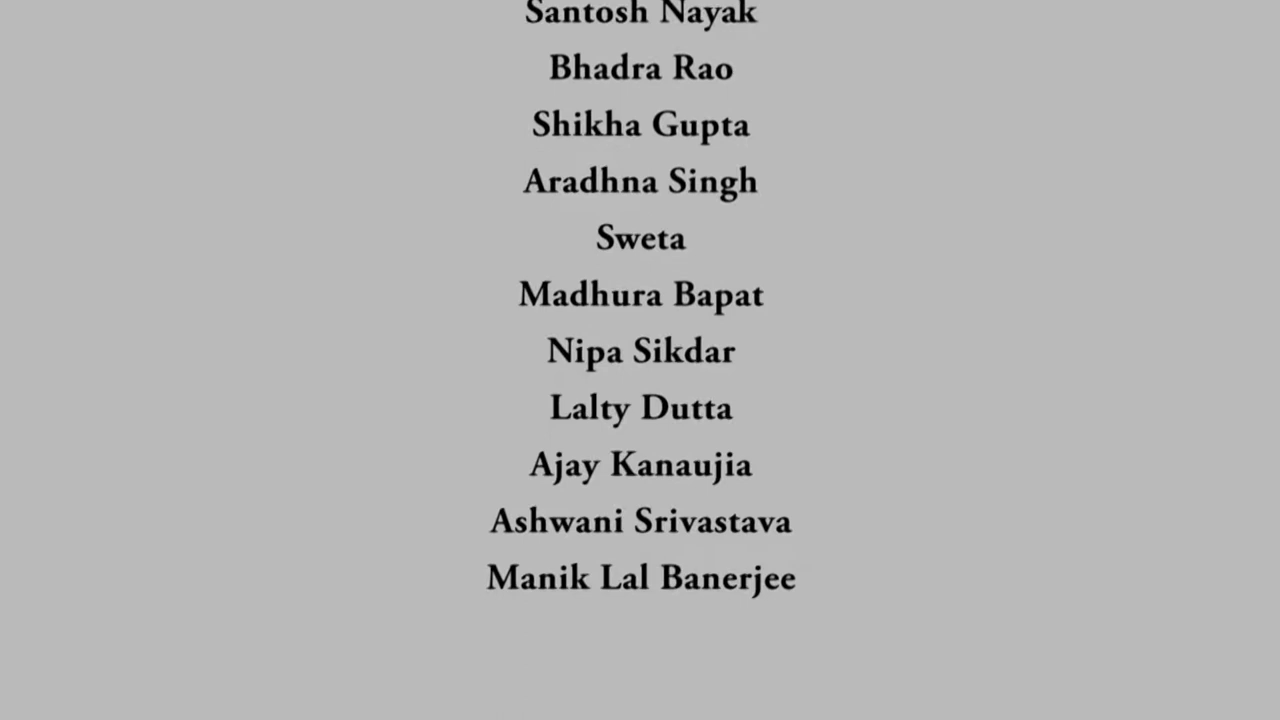 Santosh Nayak
Bhadra Rao
Shikha Gupta
Aradhna Singh
Sweta
Madhura Bapat
Nipa Sikdar
Lalty Dutta
Ajay Kanaujia
Ashwani Srivastava
Manik Lal Banerjee